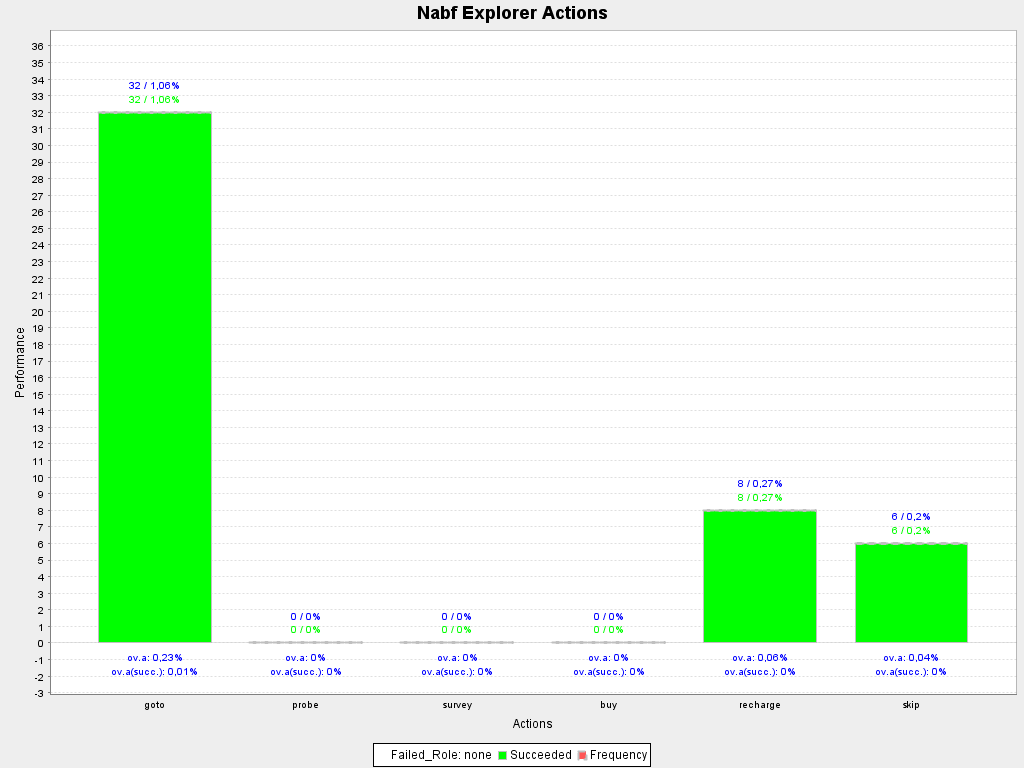 Nabf Explorer Actions
36
35
34
33
32
31
30
29
28
27
26
25
24
23
22
21
20
19
18
17
16
15
14
13
12
11
10
9
8
7
6
5
4
3
2
1
0
-1
-2
-3
Performance
32 / 1,06%
32 / 1,06%
0 / 0%
0 / 0%
0 / 0%
0 / 0%
0 / 0%
0 / 0%
8 / 0,27%
8 / 0,27%
6 / 0,2%
6 / 0,2%
ov.a: 0,23%
ov.a(succ.): 0,01%
ov.a: 0%
ov.a(succ.): 0%
ov.a: 0%
ov.a(succ.): 0%
ov.a: 0%
ov.a(succ.): 0%
ov.a: 0,06%
ov.a(succ.): 0%
ov.a: 0,04%
ov.a(succ.): 0%
goto
probe
survey
buy
recharge
skip
Actions
Failed_Role: none Succeeded Frequency